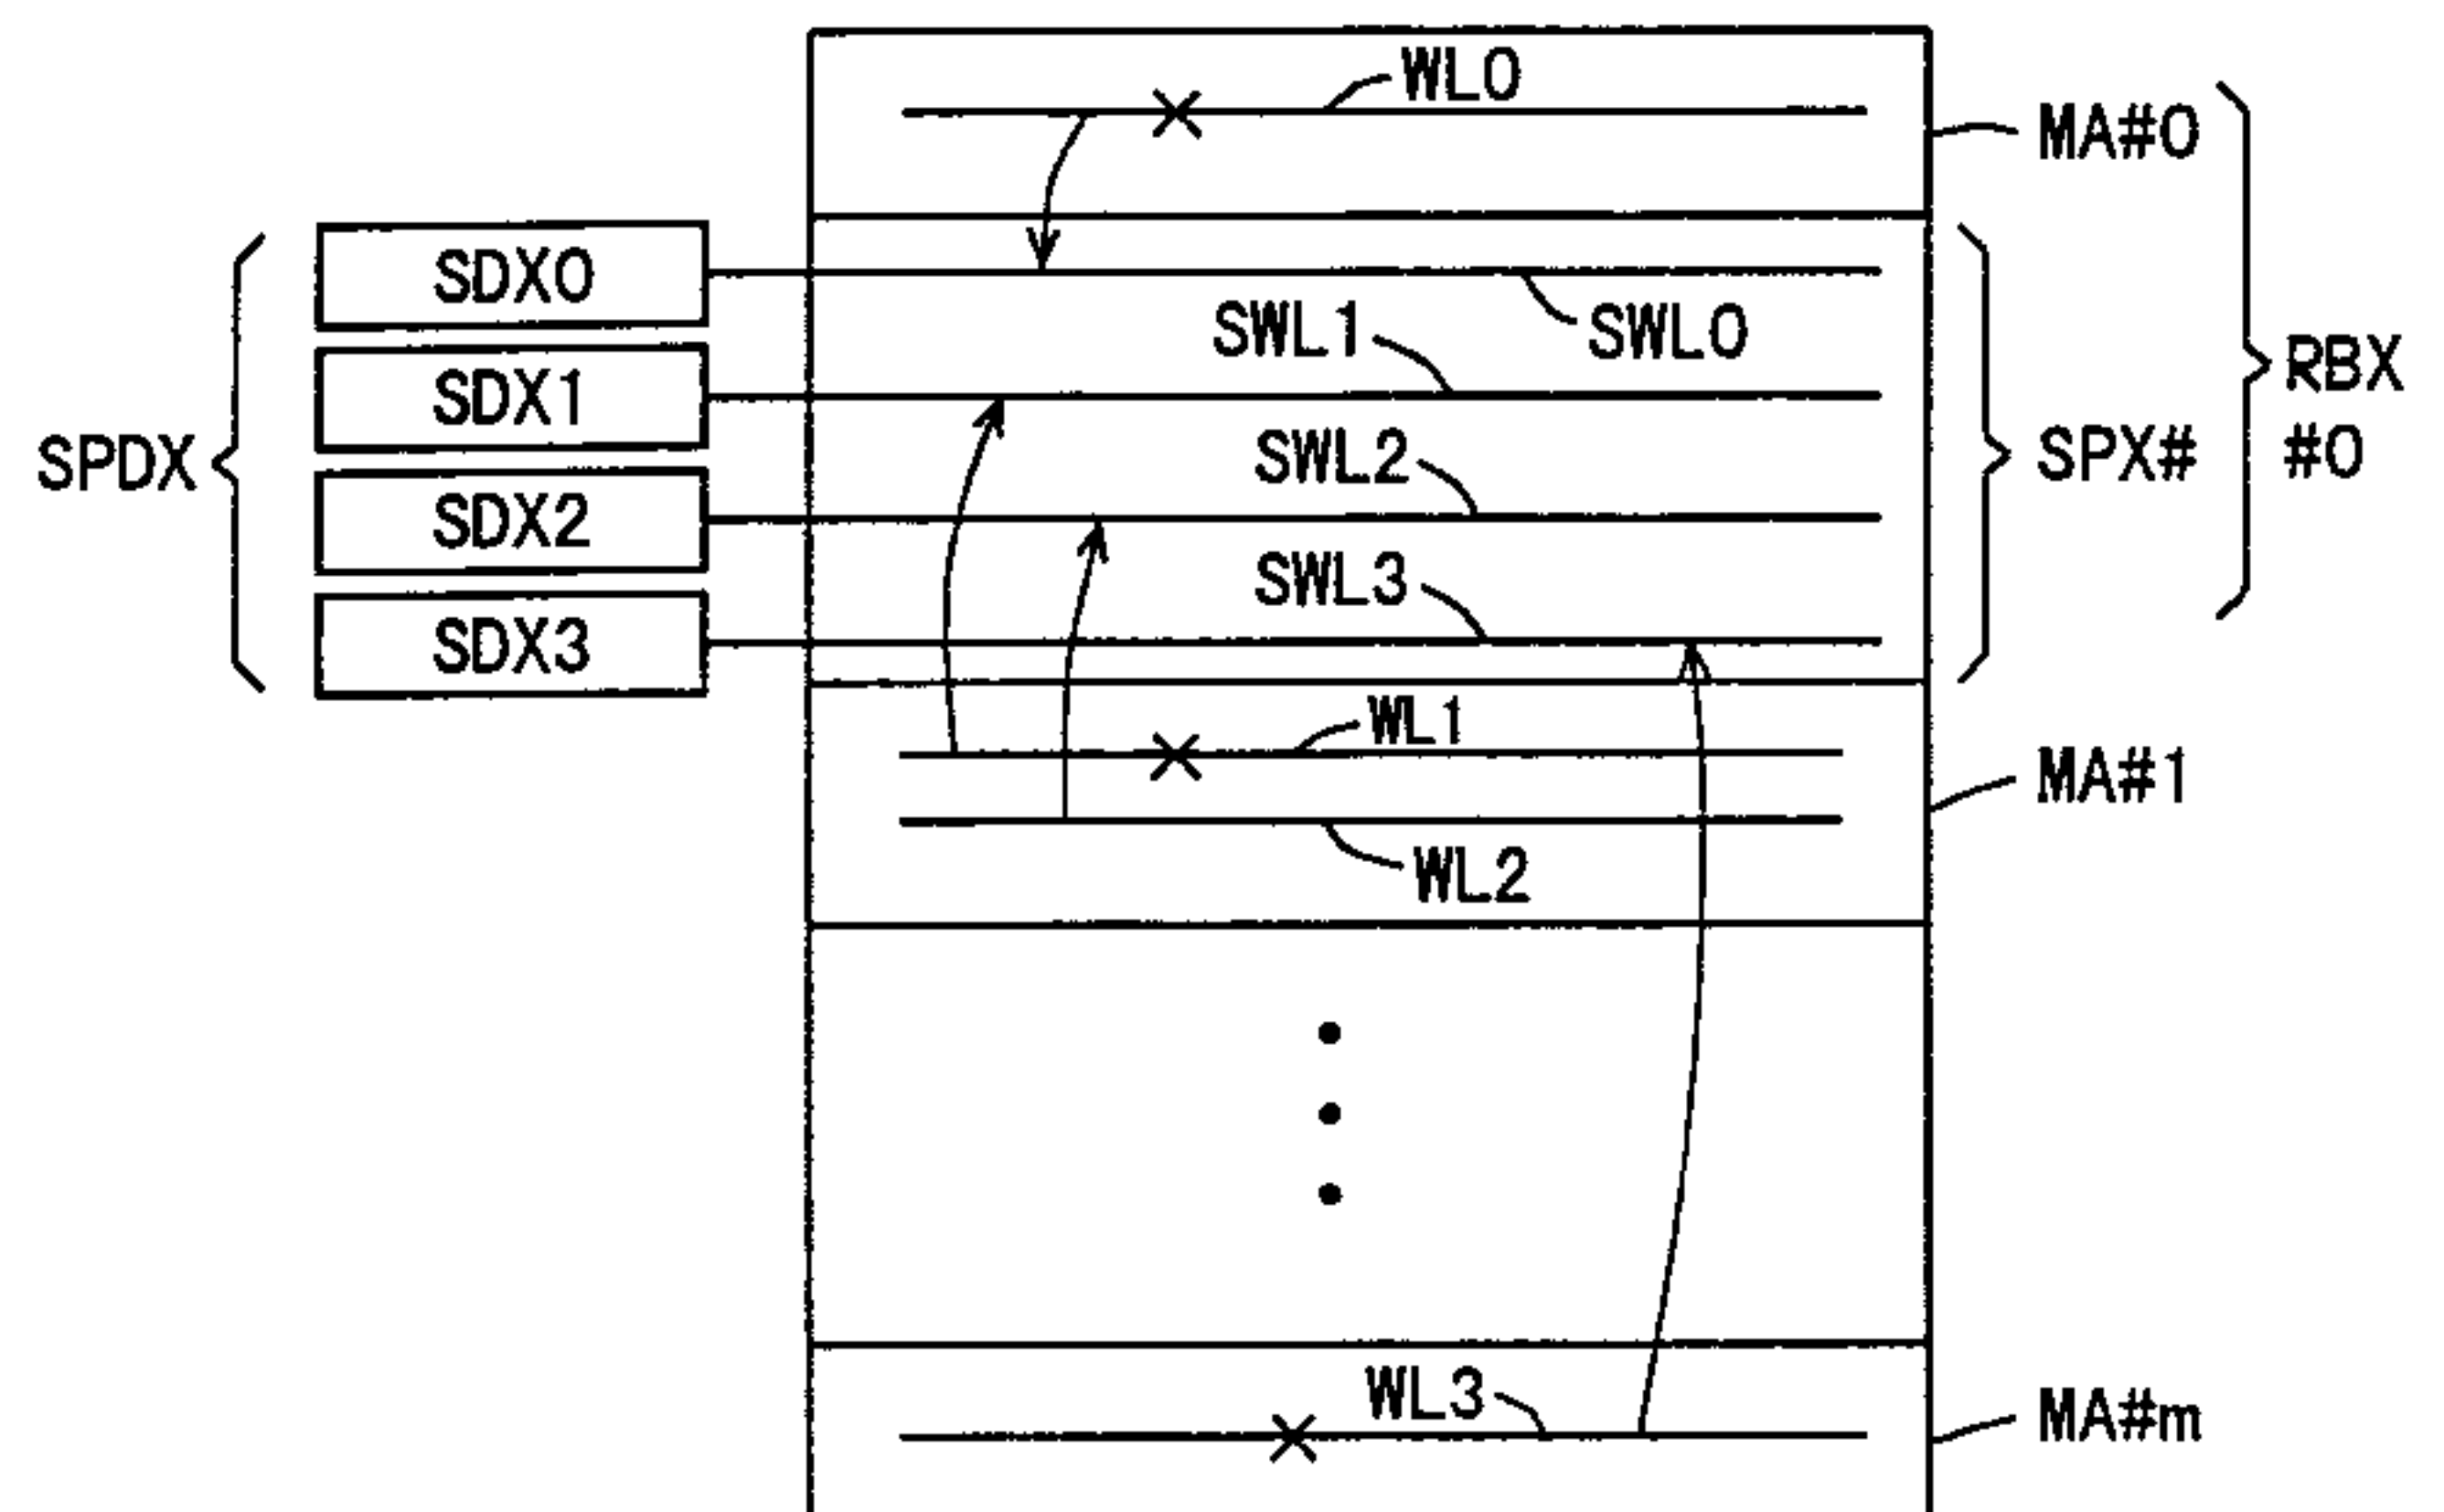 WL0
MA#0
SDX0
SWL1
SWL0
RBX
#0
SDX1
SPDX
SWL2
SPX#
SDX2
SWL3
SDX3
WL1
MA#1
WL2
WL3
MA#m